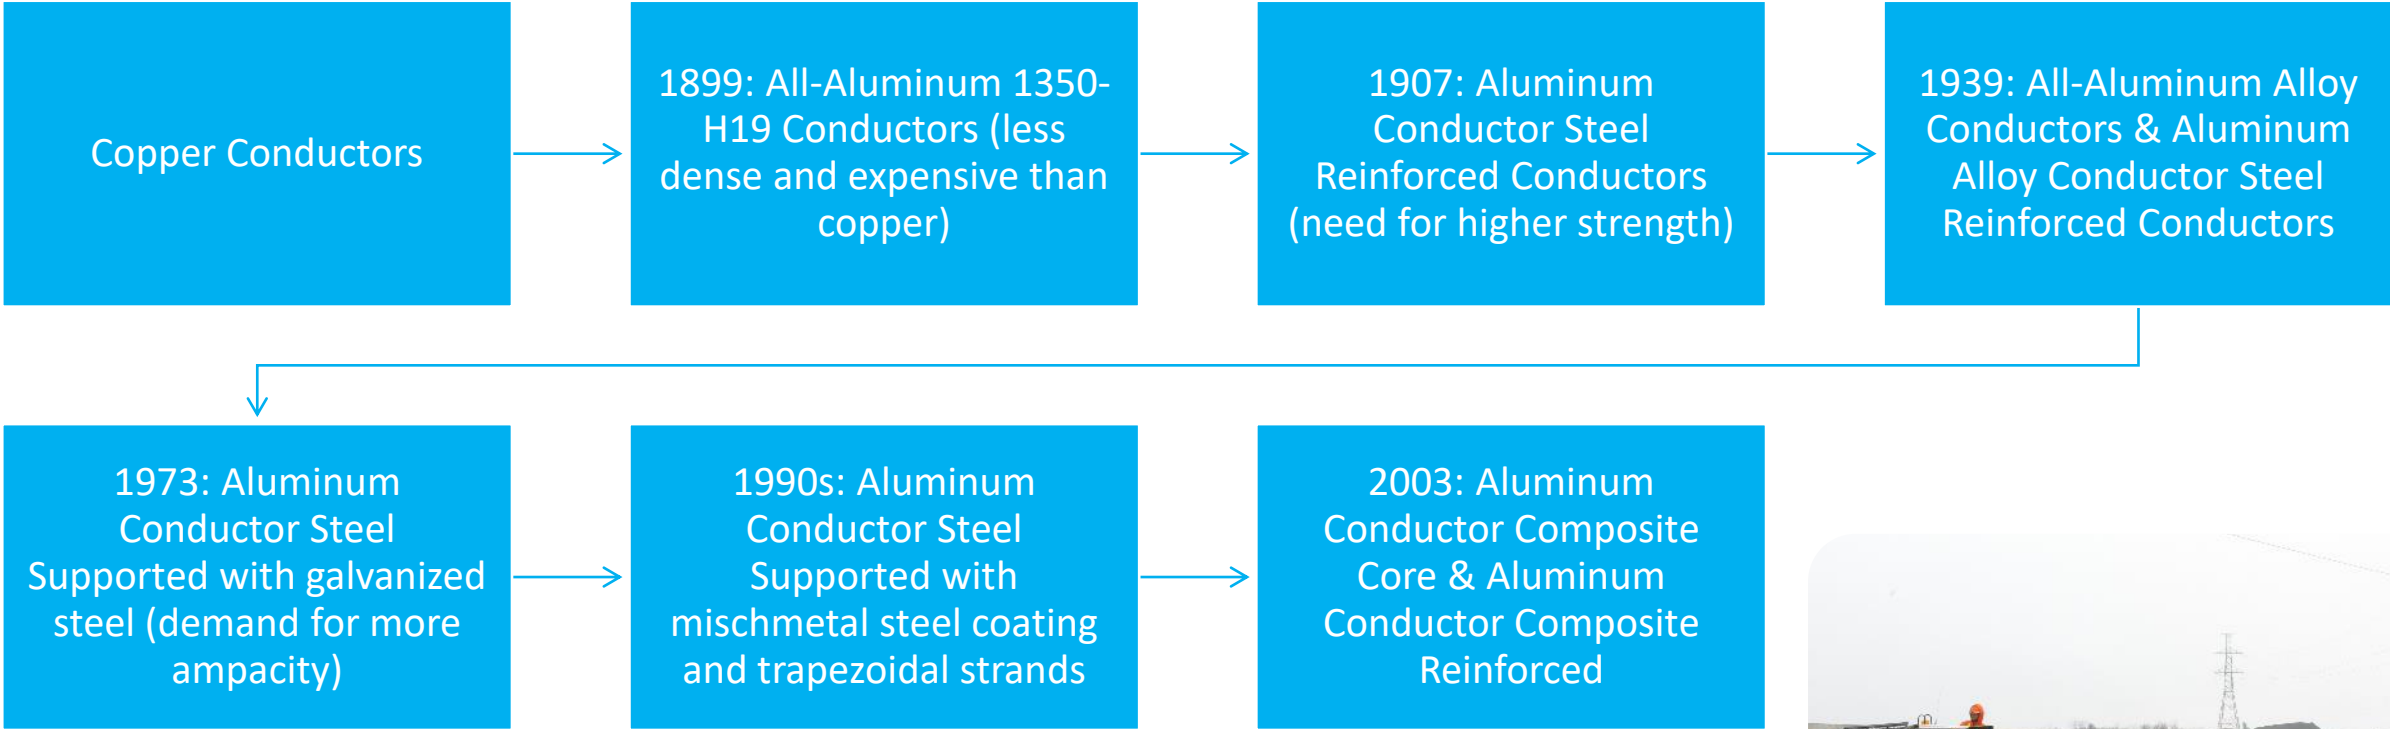 Copper Conductors
1899: All-Aluminum 1350-
H19 Conductors (less
dense and expensive than
copper)
1907: Aluminum
Conductor Steel
Reinforced Conductors
(need for higher strength)
1939: All-Aluminum Alloy
Conductors & Aluminum
Alloy Conductor Steel
Reinforced Conductors
1973: Aluminum
Conductor Steel
Supported with galvanized
steel (demand for more
ampacity)
1990s: Aluminum
Conductor Steel
Supported with
mischmetal steel coating
and trapezoidal strands
2003: Aluminum
Conductor Composite
Core & Aluminum
Conductor Composite
Reinforced